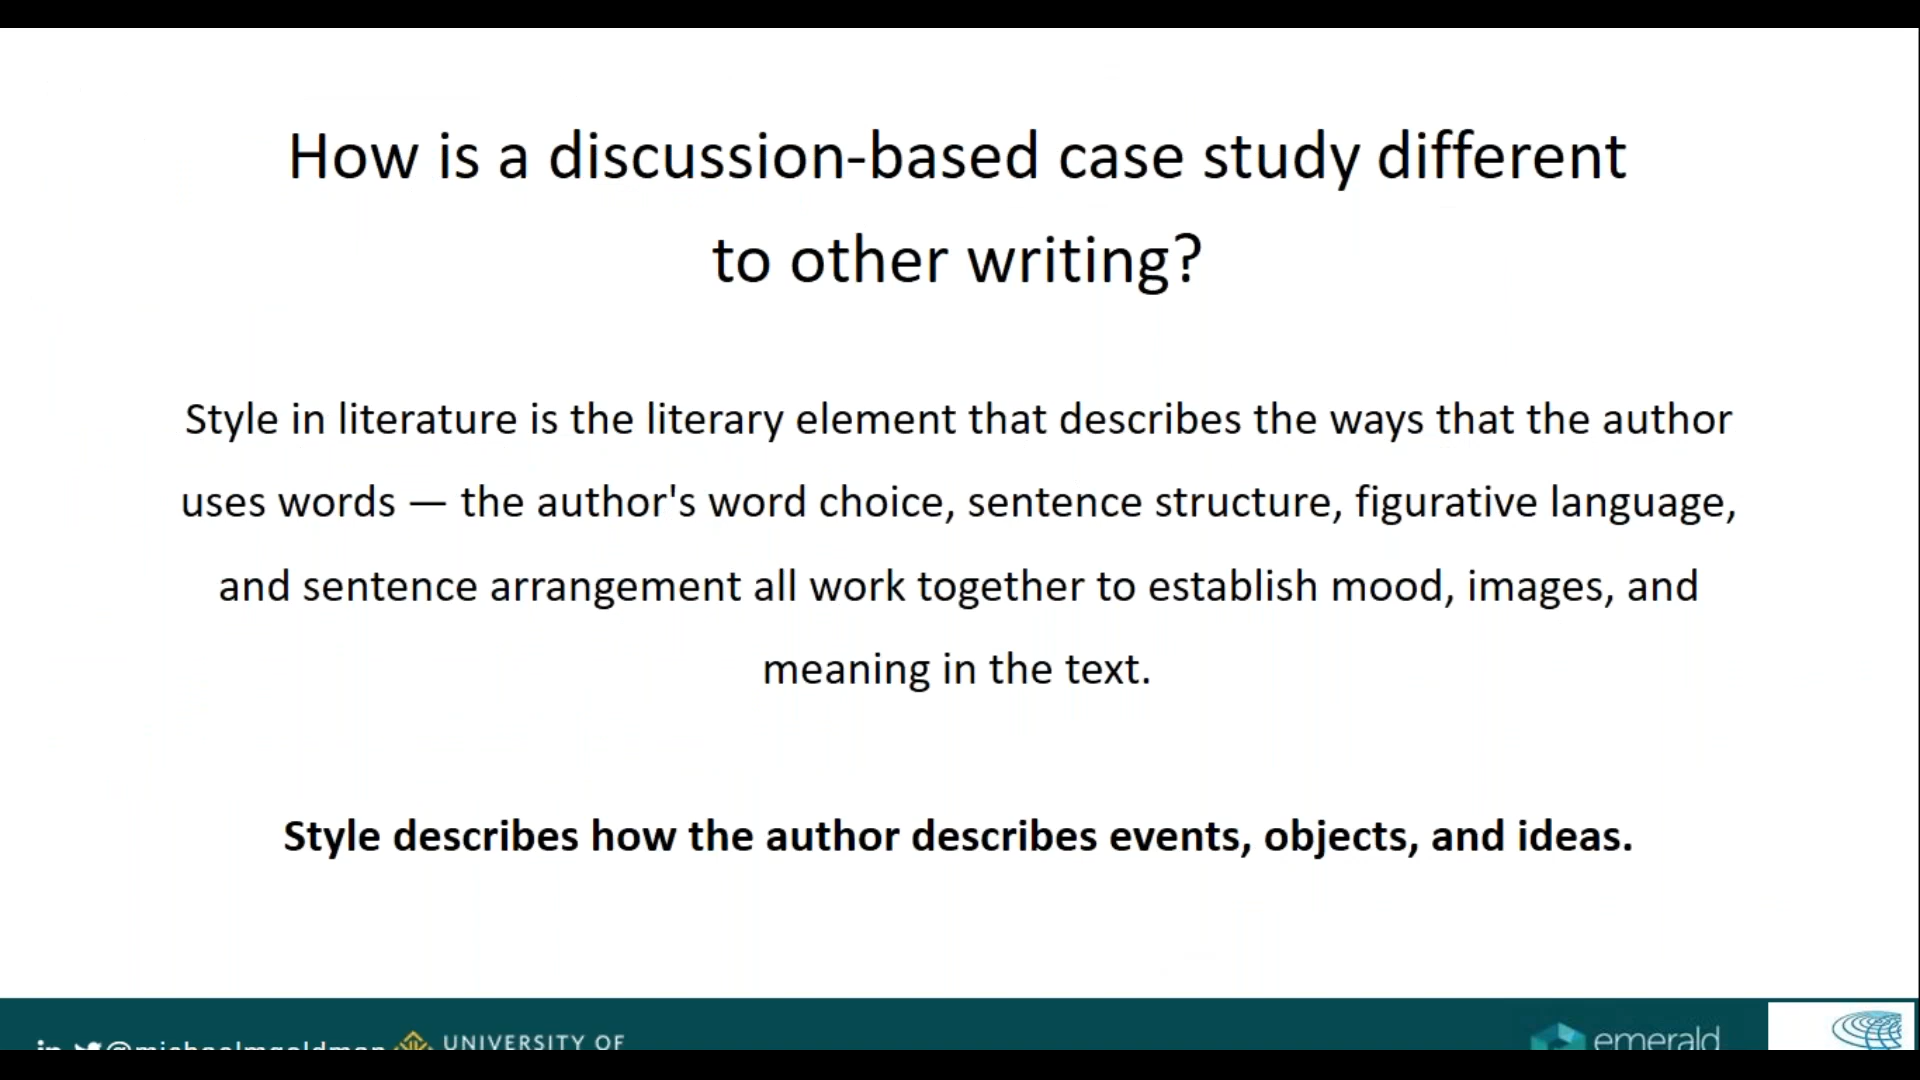 How is a discussion-based case study different
to other writing?
Style in literature is the literary element that describes the ways that the author
uses words — the author's word choice, sentence structure, figurative language,
and sentence arrangement all work together to establish mood, images, and
meaning in the text.
Style describes how the author describes events, objects, and ideas.
in @michaelmgoldman UNIVERSITY OF emerald